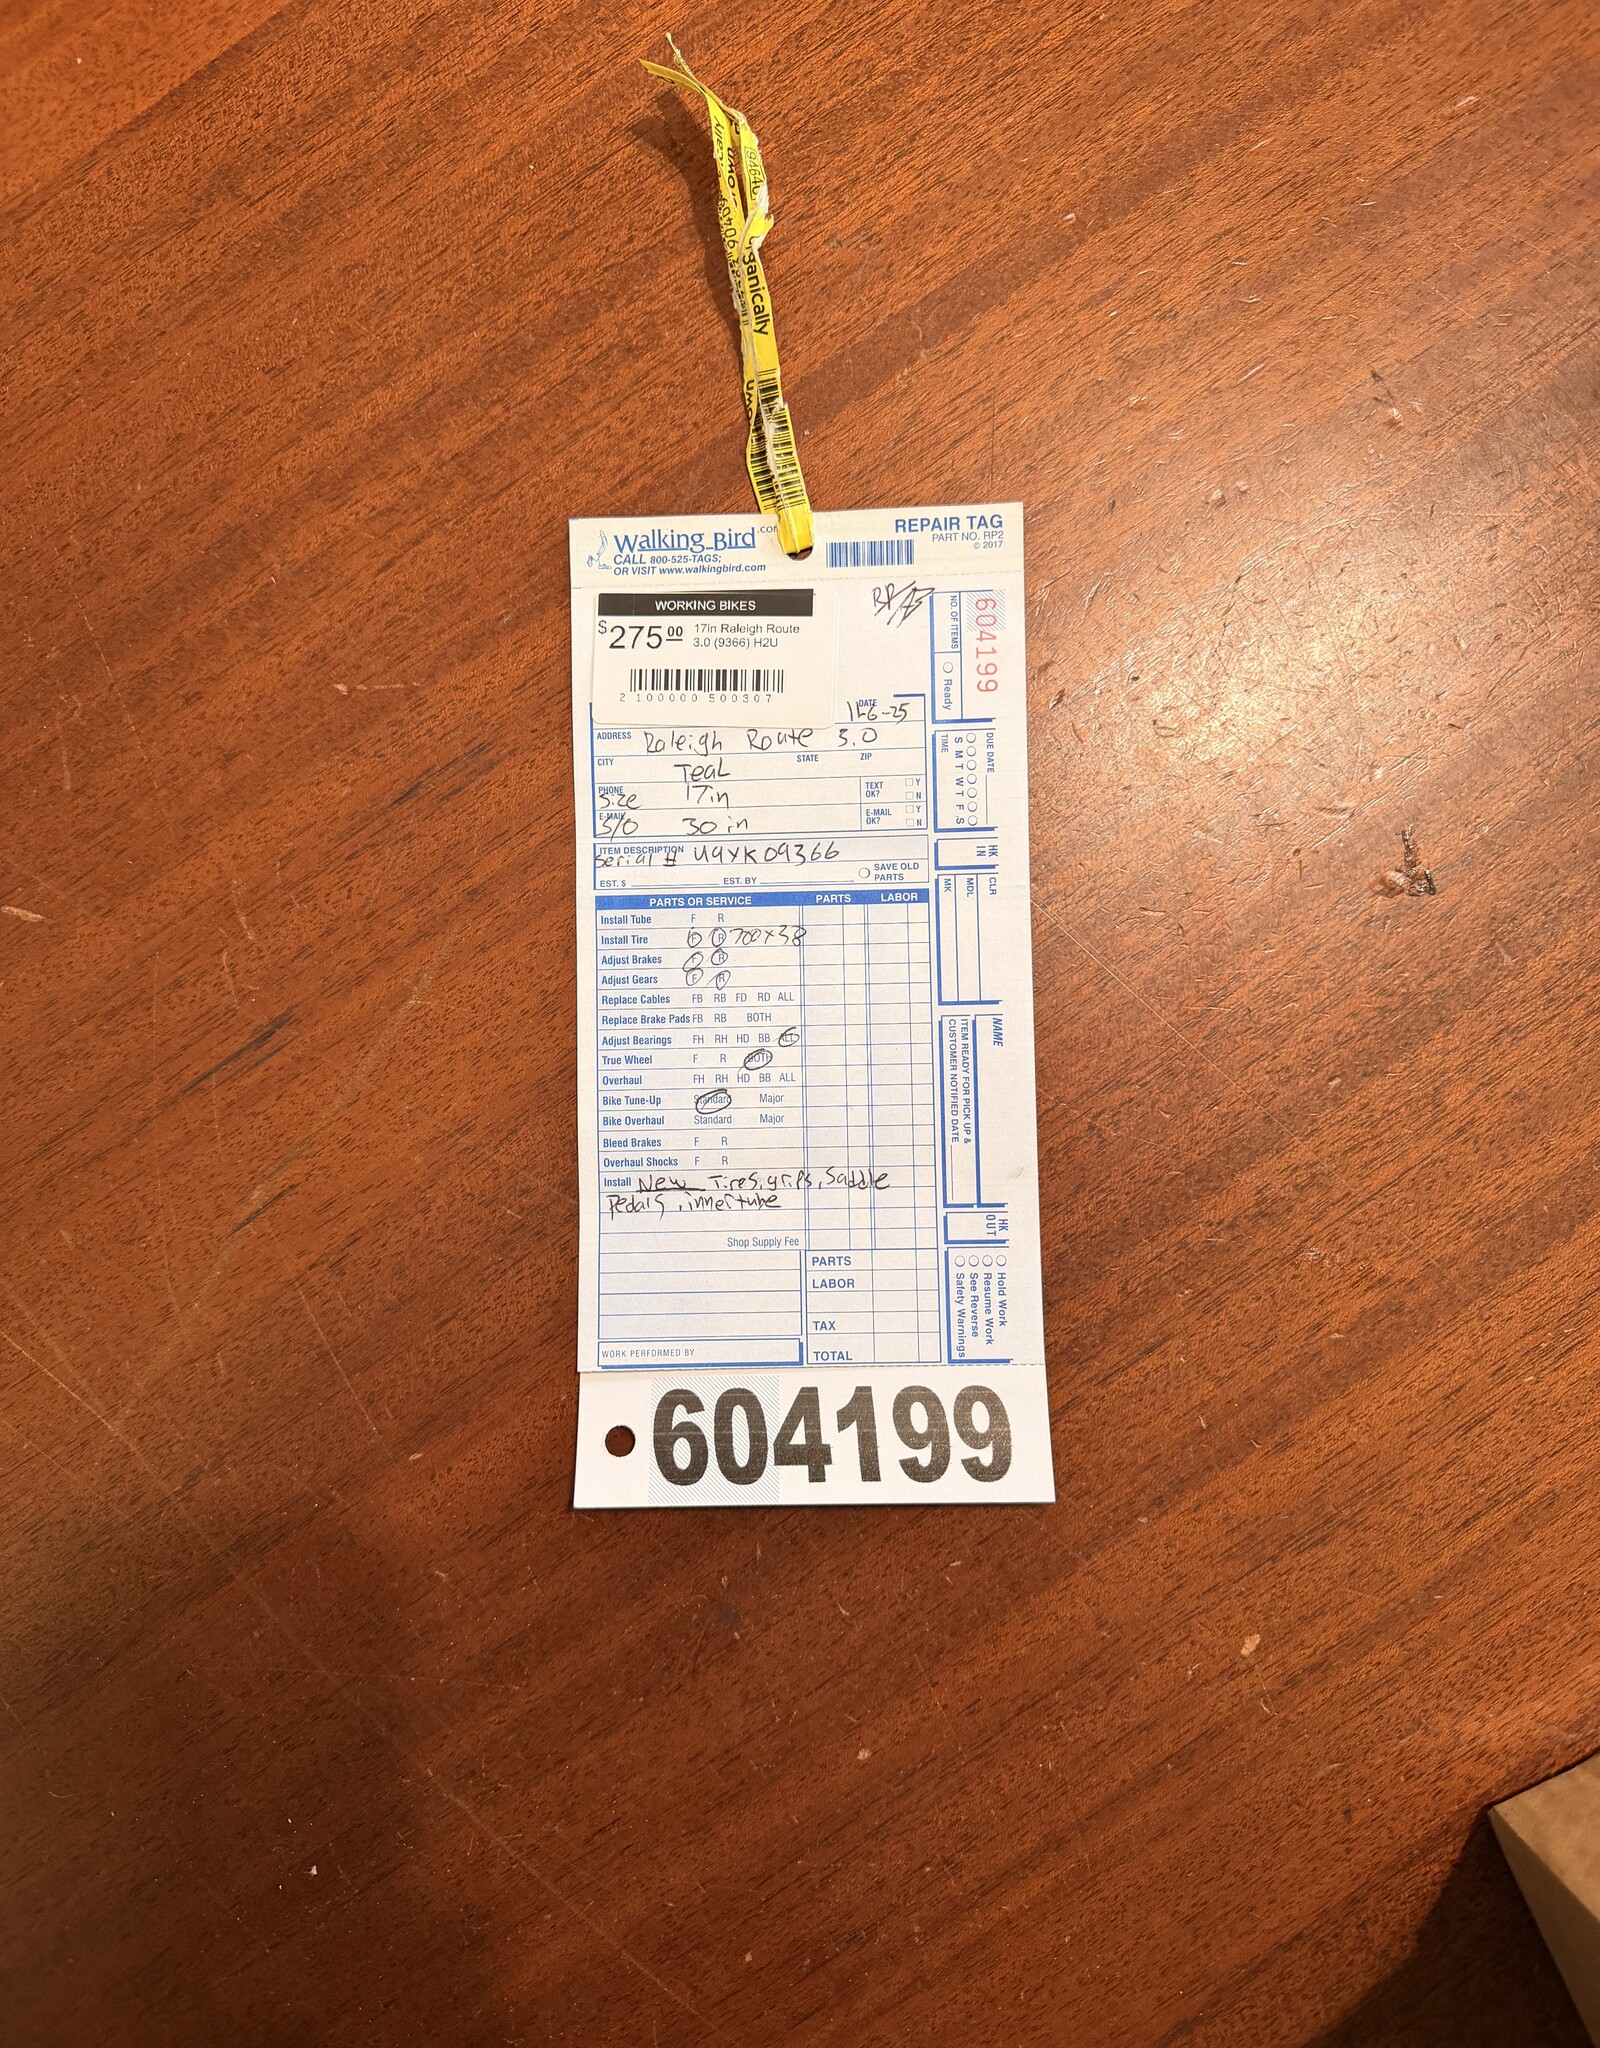 organically
Walking Bird.com
CALL 800-525-TAGS;
OR VISIT www.walkingbird.com
REPAIR TAG
PART NO. RP2
© 2017
WORKING BIKES
$27500 17in Raleigh Route
3.0 (9366) H2U
2 100000 500307
DATE 11-6-25
ADDRESS Raleigh Route 3.0
CITY Teal STATE ZIP
PHONE Size 17in TEXT OK? Y N
E-MAIL S/O 30 in E-MAIL OK? Y N
ITEM DESCRIPTION Serial # U9YK09366
EST. $ EST. BY SAVE OLD PARTS
PARTS OR SERVICE PARTS LABOR
Install Tube F R
Install Tire F R 700x38
Adjust Brakes F R
Adjust Gears F R
Replace Cables FB RB FD RD ALL
Replace Brake Pads FB RB BOTH
Adjust Bearings FH RH HD BB ALL
True Wheel F R BOTH
Overhaul FH RH HD BB ALL
Bike Tune-Up Standard Major
Bike Overhaul Standard Major
Bleed Brakes F R
Overhaul Shocks F R
Install New Tires, grips, Saddle
Pedals, innertube
Shop Supply Fee
PARTS
LABOR
TAX
WORK PERFORMED BY
TOTAL
604199
NO. OF ITEMS
Ready
DUE DATE
S M T W T F S
TIME
HK IN
CLR
MDL
MK
NAME
ITEM READY FOR PICK UP &
CUSTOMER NOTIFIED DATE
HK OUT
Hold Work
Resume Work
See Reverse
Safety Warnings
604199